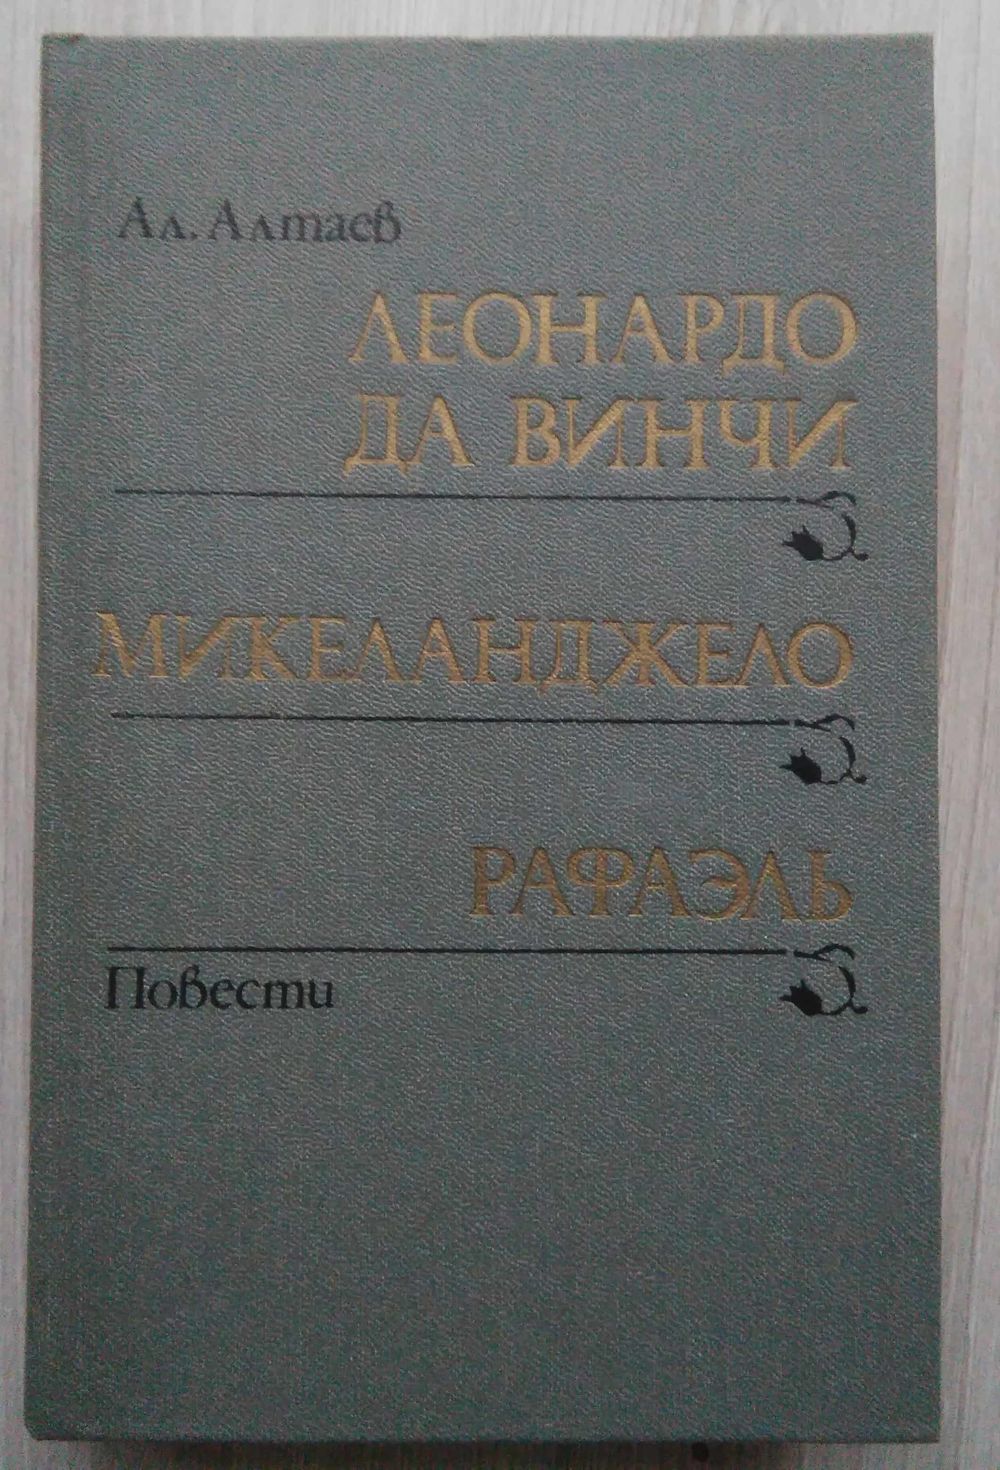 Ал. Алтаев
ЛЕОНАРДО
ДА ВИНЧИ
МИКЕЛАНДЖЕЛО
РАФАЭЛЬ
Повести